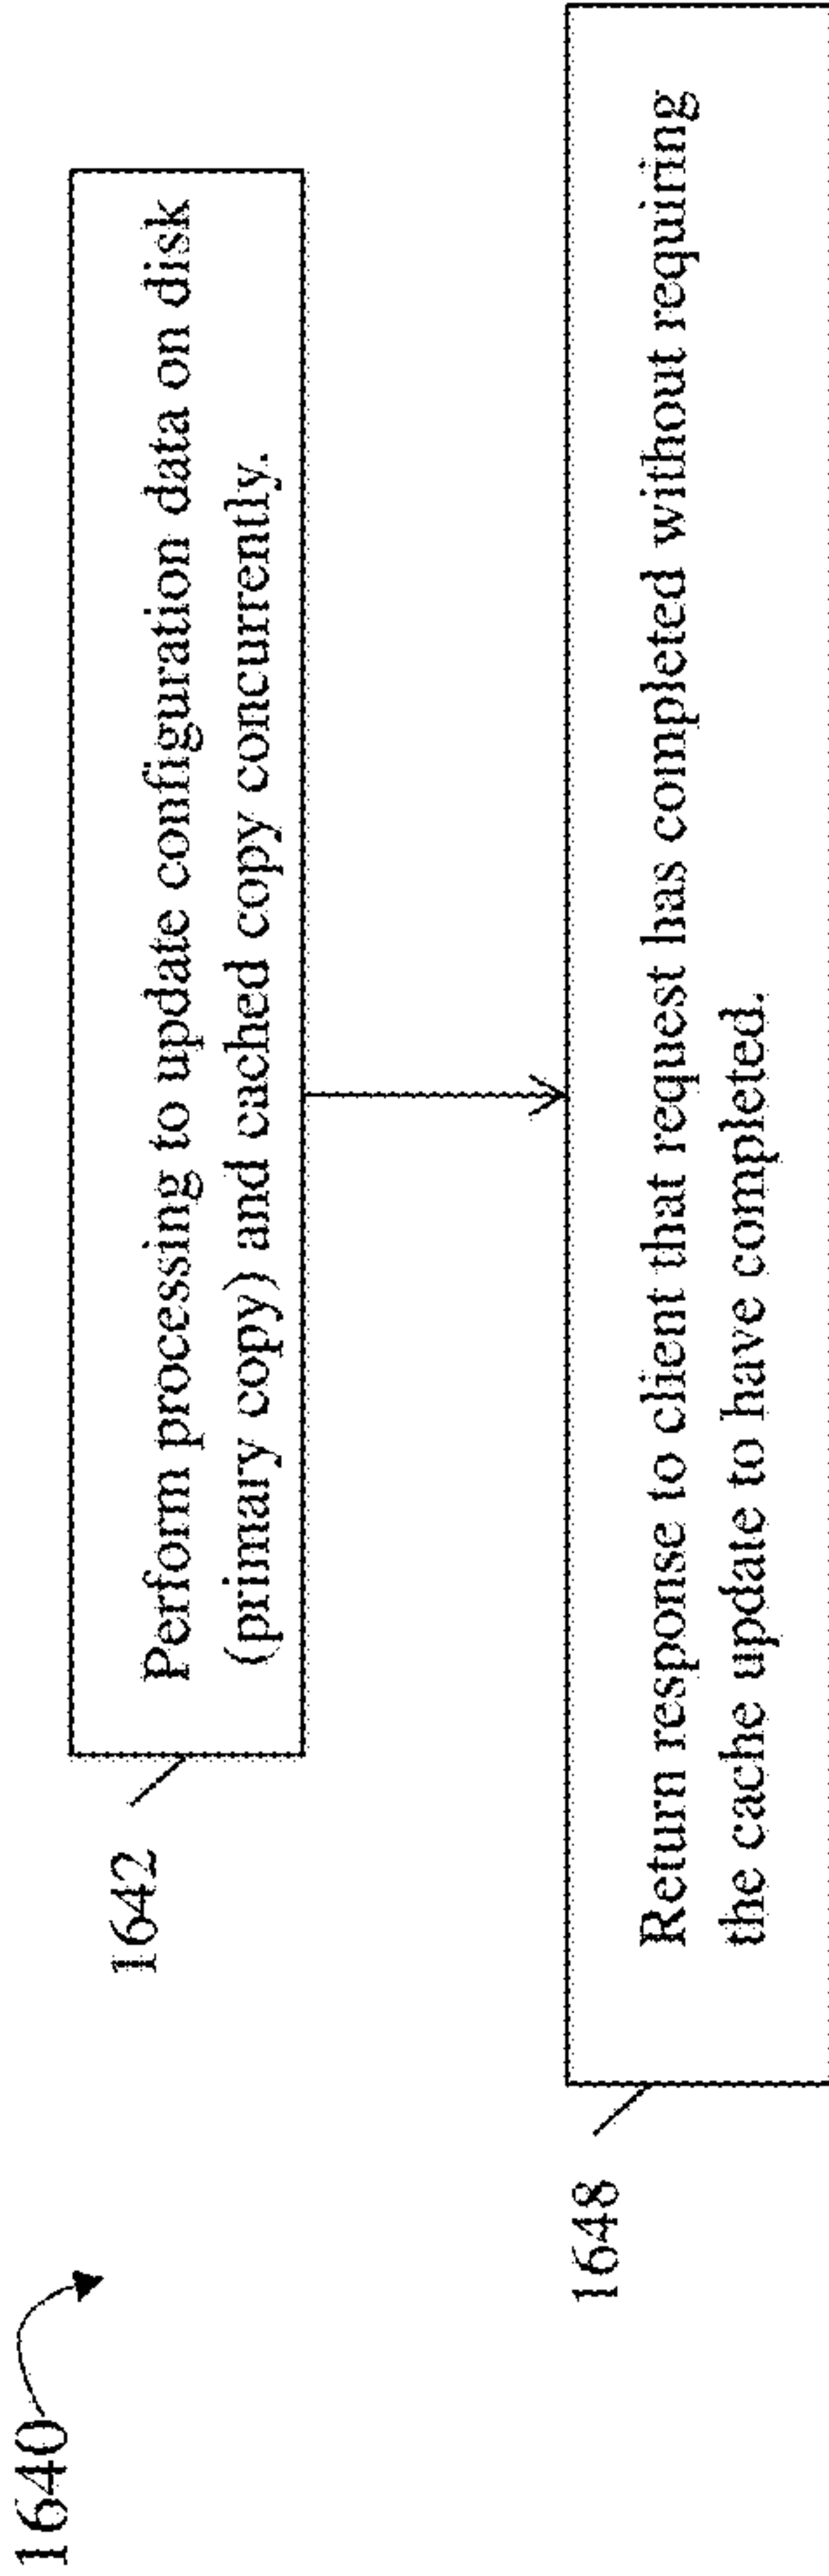 1640
1642
Perform processing to update configuration data on disk
(primary copy) and cached copy concurrently.
1648
Return response to client that request has completed without requiring
the cache update to have completed.